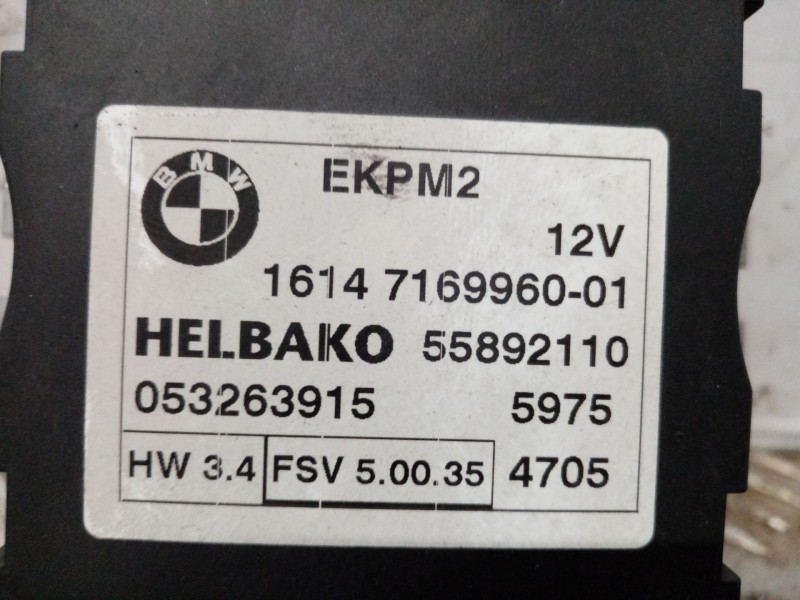 BMW
EKPM2
12V
1614 7169960-01
HELBAKO 55892110
053263915 5975
HW 3.4 FSV 5.00.35 4705